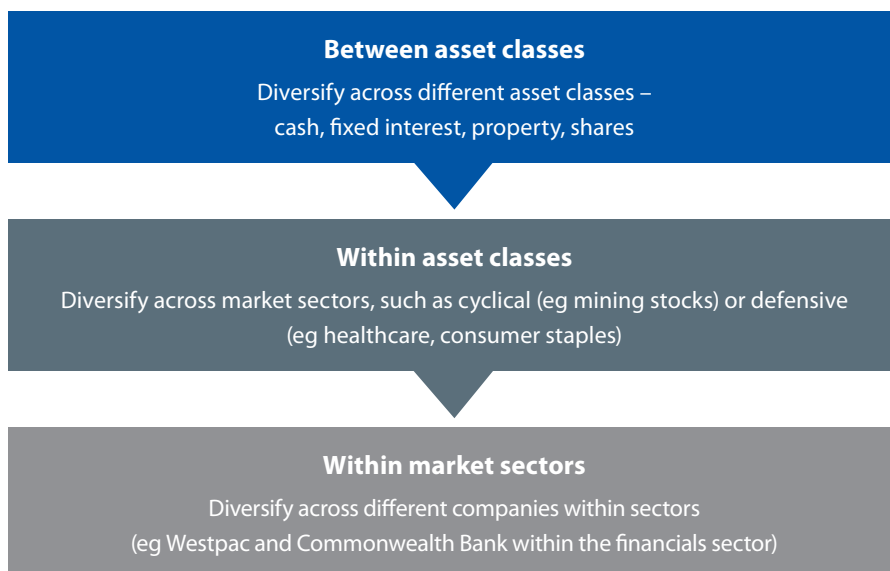 Between asset classes
Diversify across different asset classes –
cash, fixed interest, property, shares
Within asset classes
Diversify across market sectors, such as cyclical (eg mining stocks) or defensive
(eg healthcare, consumer staples)
Within market sectors
Diversify across different companies within sectors
(eg Westpac and Commonwealth Bank within the financials sector)